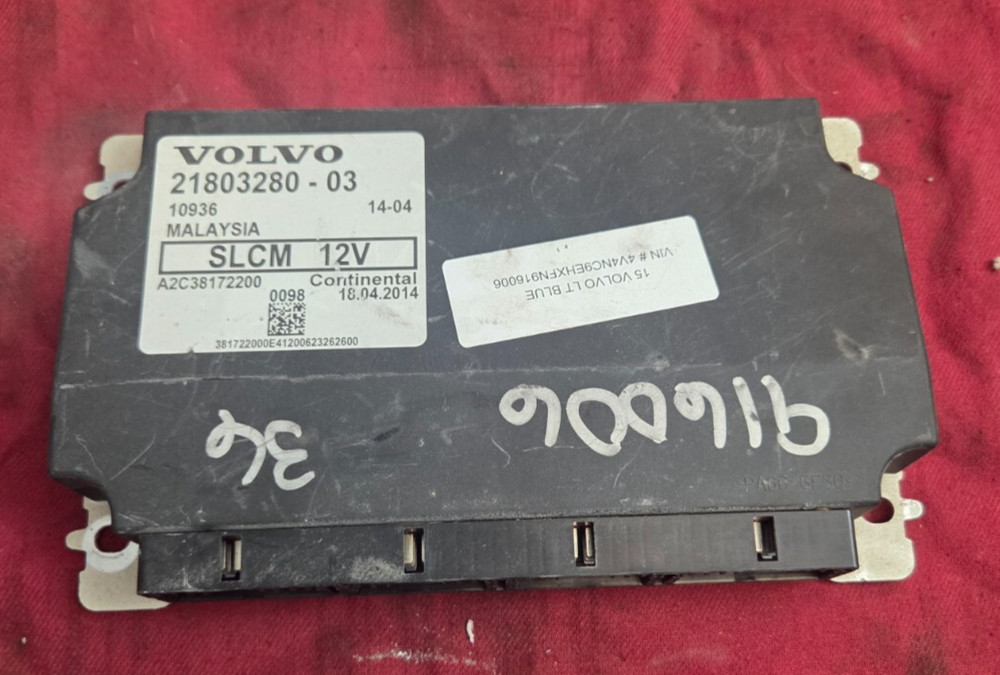 VOLVO
21803280 - 03
10936 14-04
MALAYSIA
SLCM 12V
A2C38172200 Continental
0098 18.04.2014
381722000E41200623262600
15 VOLVO LT BLUE
VIN # 4V4NC9EHXFN916006
916006
36